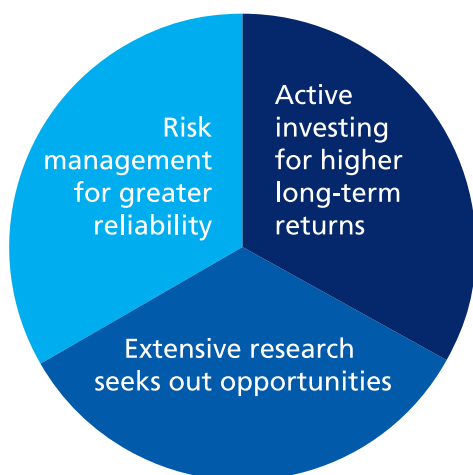 Risk
management
for greater
reliability
Active
investing
for higher
long-term
returns
Extensive research
seeks out opportunities